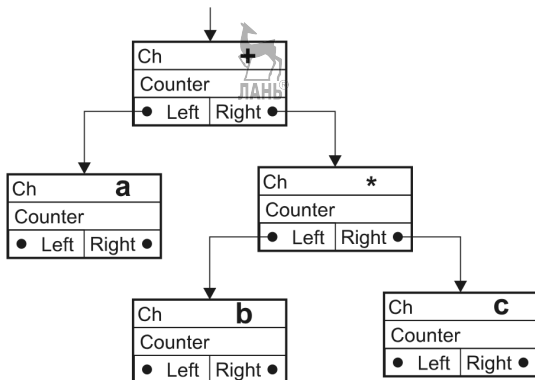 Ch +
Counter
ЛАНЬ®
Left Right
Ch a
Counter
Left Right
Ch *
Counter
Left Right
Ch b
Counter
Left Right
Ch c
Counter
Left Right